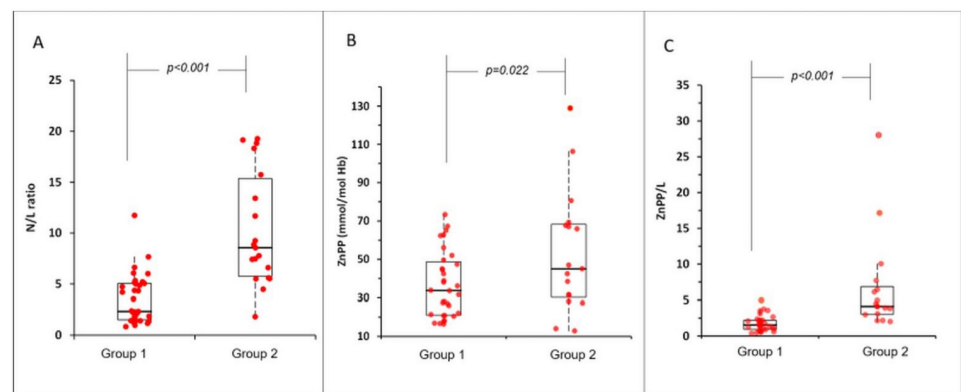 A
p<0.001
N/L ratio
25
20
15
10
5
0
Group 1
Group 2
B
p=0.022
ZnPP (mmol/mol Hb)
130
110
90
70
50
30
10
Group 1
Group 2
C
p<0.001
ZnPP/L
35
30
25
20
15
10
5
0
Group 1
Group 2